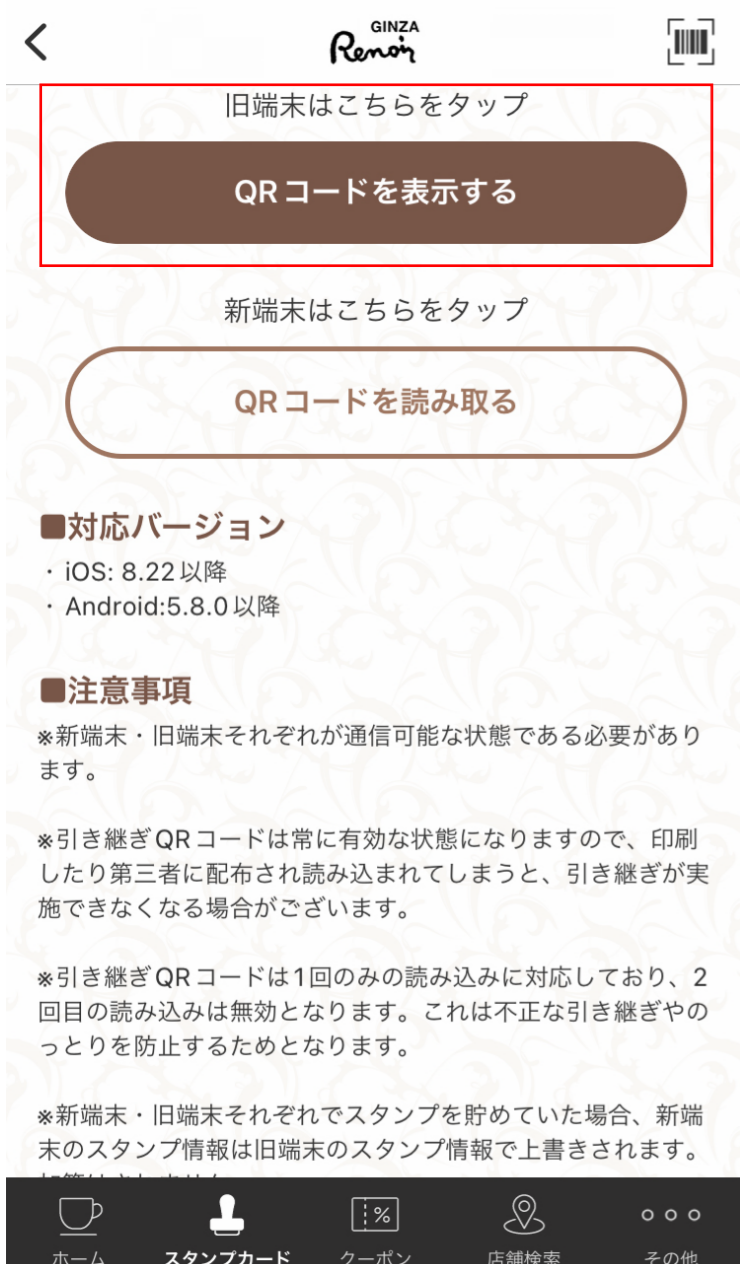 GINZA
Renoir
旧端末はこちらをタップ
QRコードを表示する
新端末はこちらをタップ
QRコードを読み取る
■対応バージョン
・iOS: 8.22以降
・Android:5.8.0以降
■注意事項
※新端末・旧端末それぞれが通信可能な状態である必要があり
ます。
※引き継ぎQRコードは常に有効な状態になりますので、印刷
したり第三者に配布され読み込まれてしまうと、引き継ぎが実
施できなくなる場合がございます。
※引き継ぎQRコードは1回のみの読み込みに対応しており、2
回目の読み込みは無効となります。これは不正な引き継ぎやの
っとりを防止するためとなります。
※新端末・旧端末それぞれでスタンプを貯めていた場合、新端
末のスタンプ情報は旧端末のスタンプ情報で上書きされます。
%
ホーム
スタンプカード
クーポン
店舗検索
その他